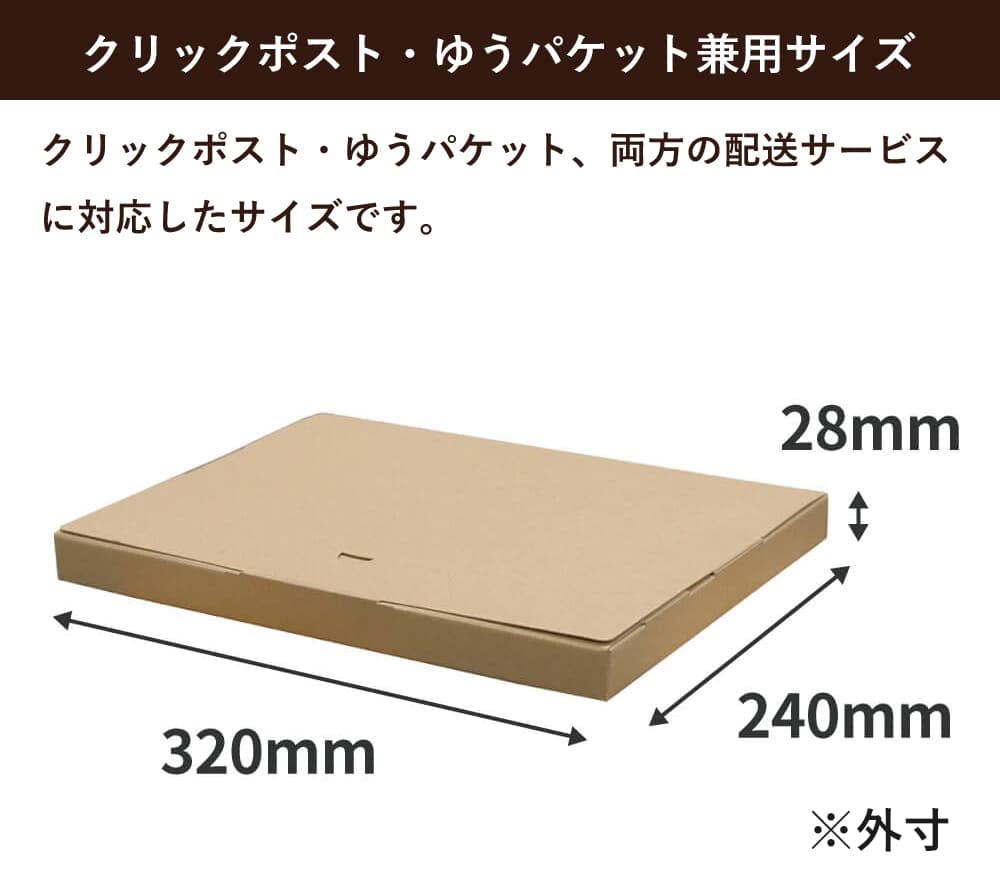 クリックポスト・ゆうパケット兼用サイズ
クリックポスト・ゆうパケット、両方の配送サービス
に対応したサイズです。
28mm
240mm
320mm
※外寸